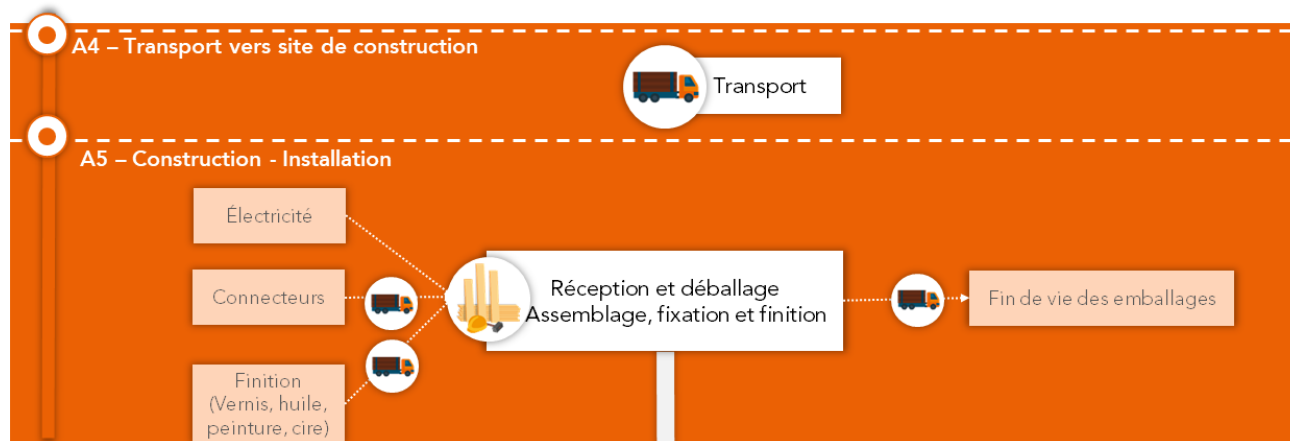 A4 – Transport vers site de construction
Transport
A5 – Construction - Installation
Électricité
Connecteurs
Réception et déballage
Assemblage, fixation et finition
Fin de vie des emballages
Finition
(Vernis, huile,
peinture, cire)